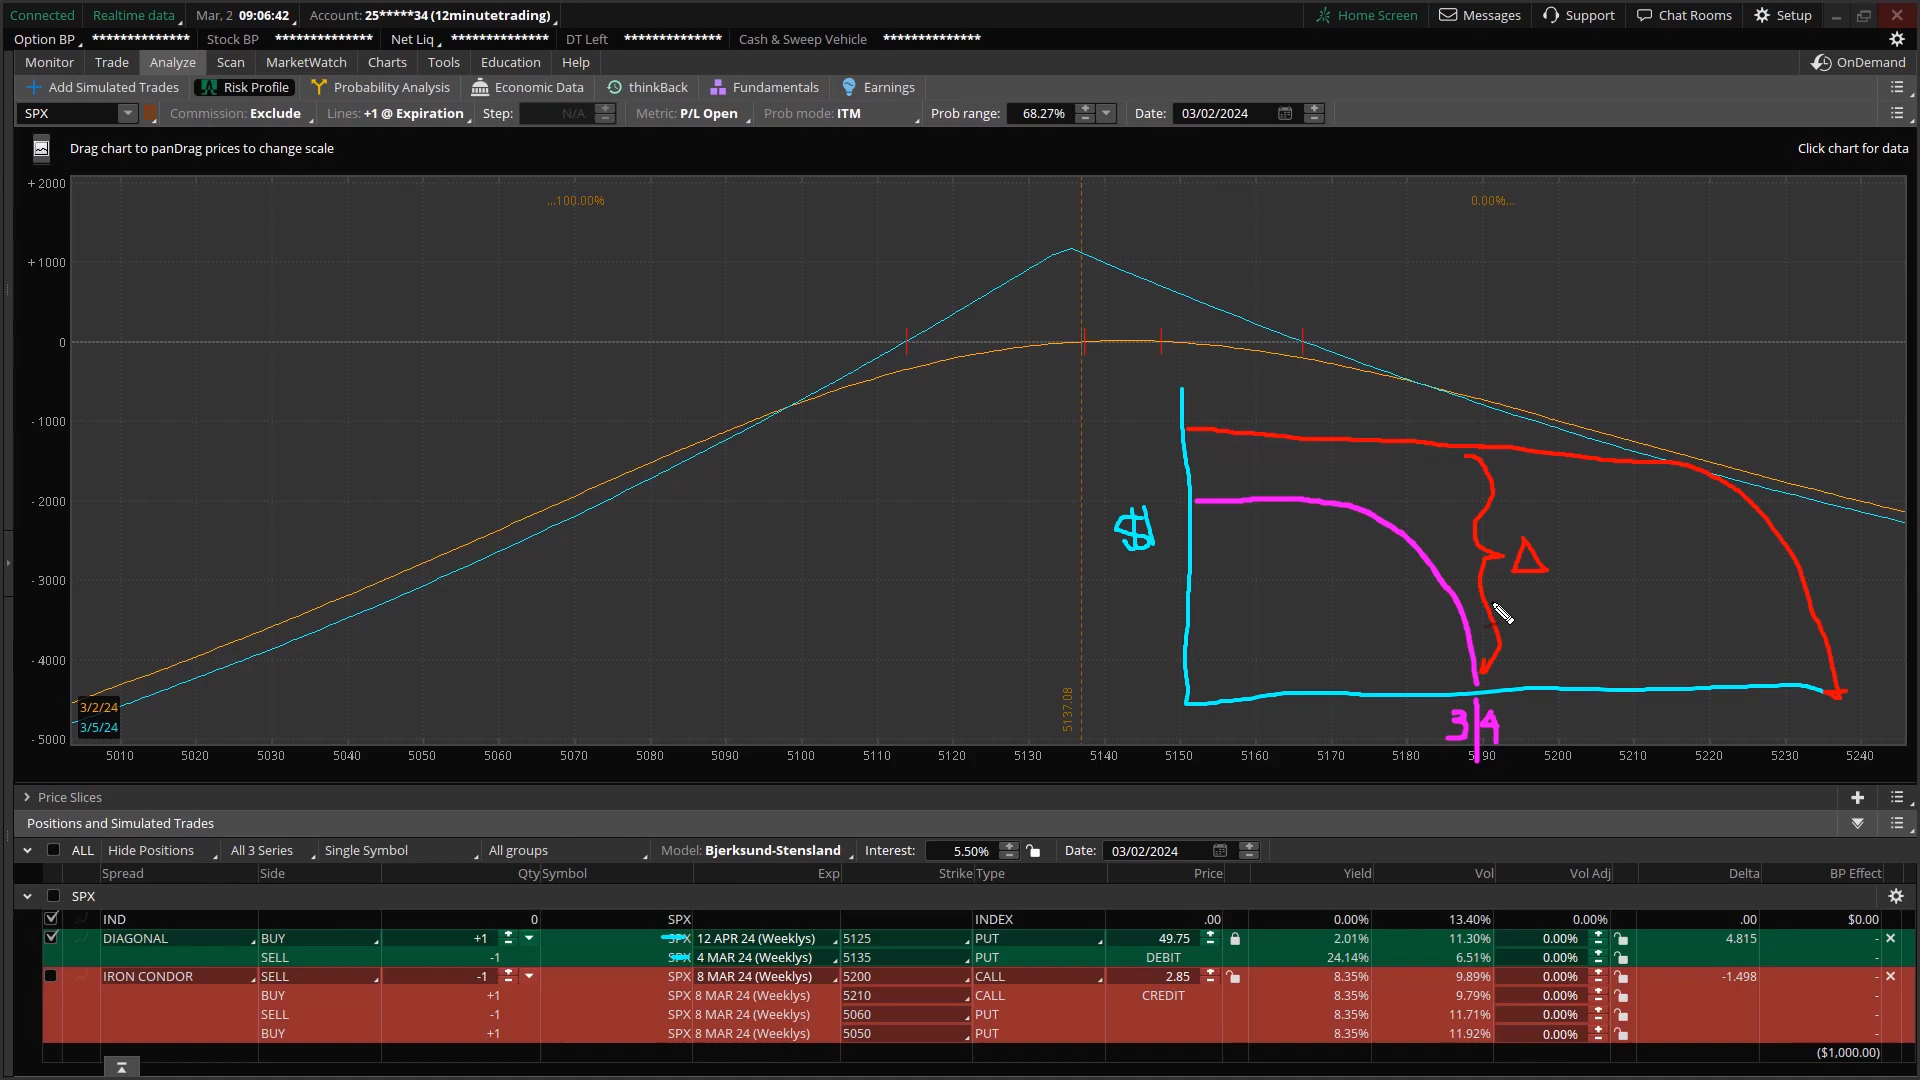 Connected Realtime data Mar, 2 09:06:42 Account: 25*****34 (12minutetrading) Home Screen Messages Support Chat Rooms Setup
Option BP ************** Stock BP ************** Net Liq ************** DT Left ************** Cash & Sweep Vehicle **************
Monitor Trade Analyze Scan MarketWatch Charts Tools Education Help OnDemand
Add Simulated Trades Risk Profile Probability Analysis Economic Data thinkBack Fundamentals Earnings
SPX Commission: Exclude Lines: +1 @ Expiration Step: N/A Metric: P/L Open Prob mode: ITM Prob range: 68.27% Date: 03/02/2024
Drag chart to panDrag prices to change scale Click chart for data
+2000
...100.00% 0.00%...
+1000
0
-1000
-2000
$
Δ
-3000
-4000
3/2/24
3/5/24
5137.08
3 4
-5000
5010 5020 5030 5040 5050 5060 5070 5080 5090 5100 5110 5120 5130 5140 5150 5160 5170 5180 5190 5200 5210 5220 5230 5240
Price Slices
Positions and Simulated Trades
ALL Hide Positions All 3 Series Single Symbol All groups Model: Bjerksund-Stensland Interest: 5.50% Date: 03/02/2024
Spread Side Qty Symbol Exp Strike Type Price Yield Vol Vol Adj Delta BP Effect
SPX
IND 0 SPX INDEX .00 0.00% 13.40% 0.00% .00 $0.00
DIAGONAL BUY +1 SPX 12 APR 24 (Weeklys) 5125 PUT 49.75 2.01% 11.30% 0.00% 4.815 -
SELL -1 SPX 4 MAR 24 (Weeklys) 5135 PUT DEBIT 24.14% 6.51% 0.00% -
IRON CONDOR SELL -1 SPX 8 MAR 24 (Weeklys) 5200 CALL 2.85 8.35% 9.89% 0.00% -1.498 -
BUY +1 SPX 8 MAR 24 (Weeklys) 5210 CALL CREDIT 8.35% 9.79% 0.00% -
SELL -1 SPX 8 MAR 24 (Weeklys) 5060 PUT 8.35% 11.71% 0.00% -
BUY +1 SPX 8 MAR 24 (Weeklys) 5050 PUT 8.35% 11.92% 0.00% -
($1,000.00)